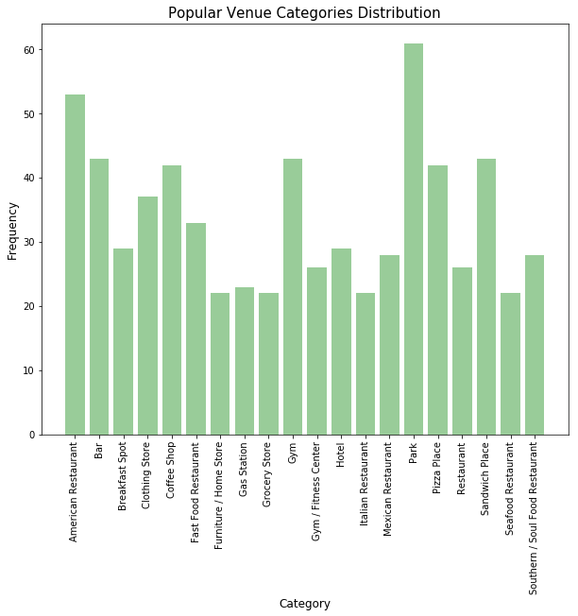 Popular Venue Categories Distribution
Frequency
60
50
40
30
20
10
0
American Restaurant
Bar
Breakfast Spot
Clothing Store
Coffee Shop
Fast Food Restaurant
Furniture / Home Store
Gas Station
Grocery Store
Gym
Gym / Fitness Center
Hotel
Italian Restaurant
Mexican Restaurant
Park
Pizza Place
Restaurant
Sandwich Place
Seafood Restaurant
Southern / Soul Food Restaurant
Category